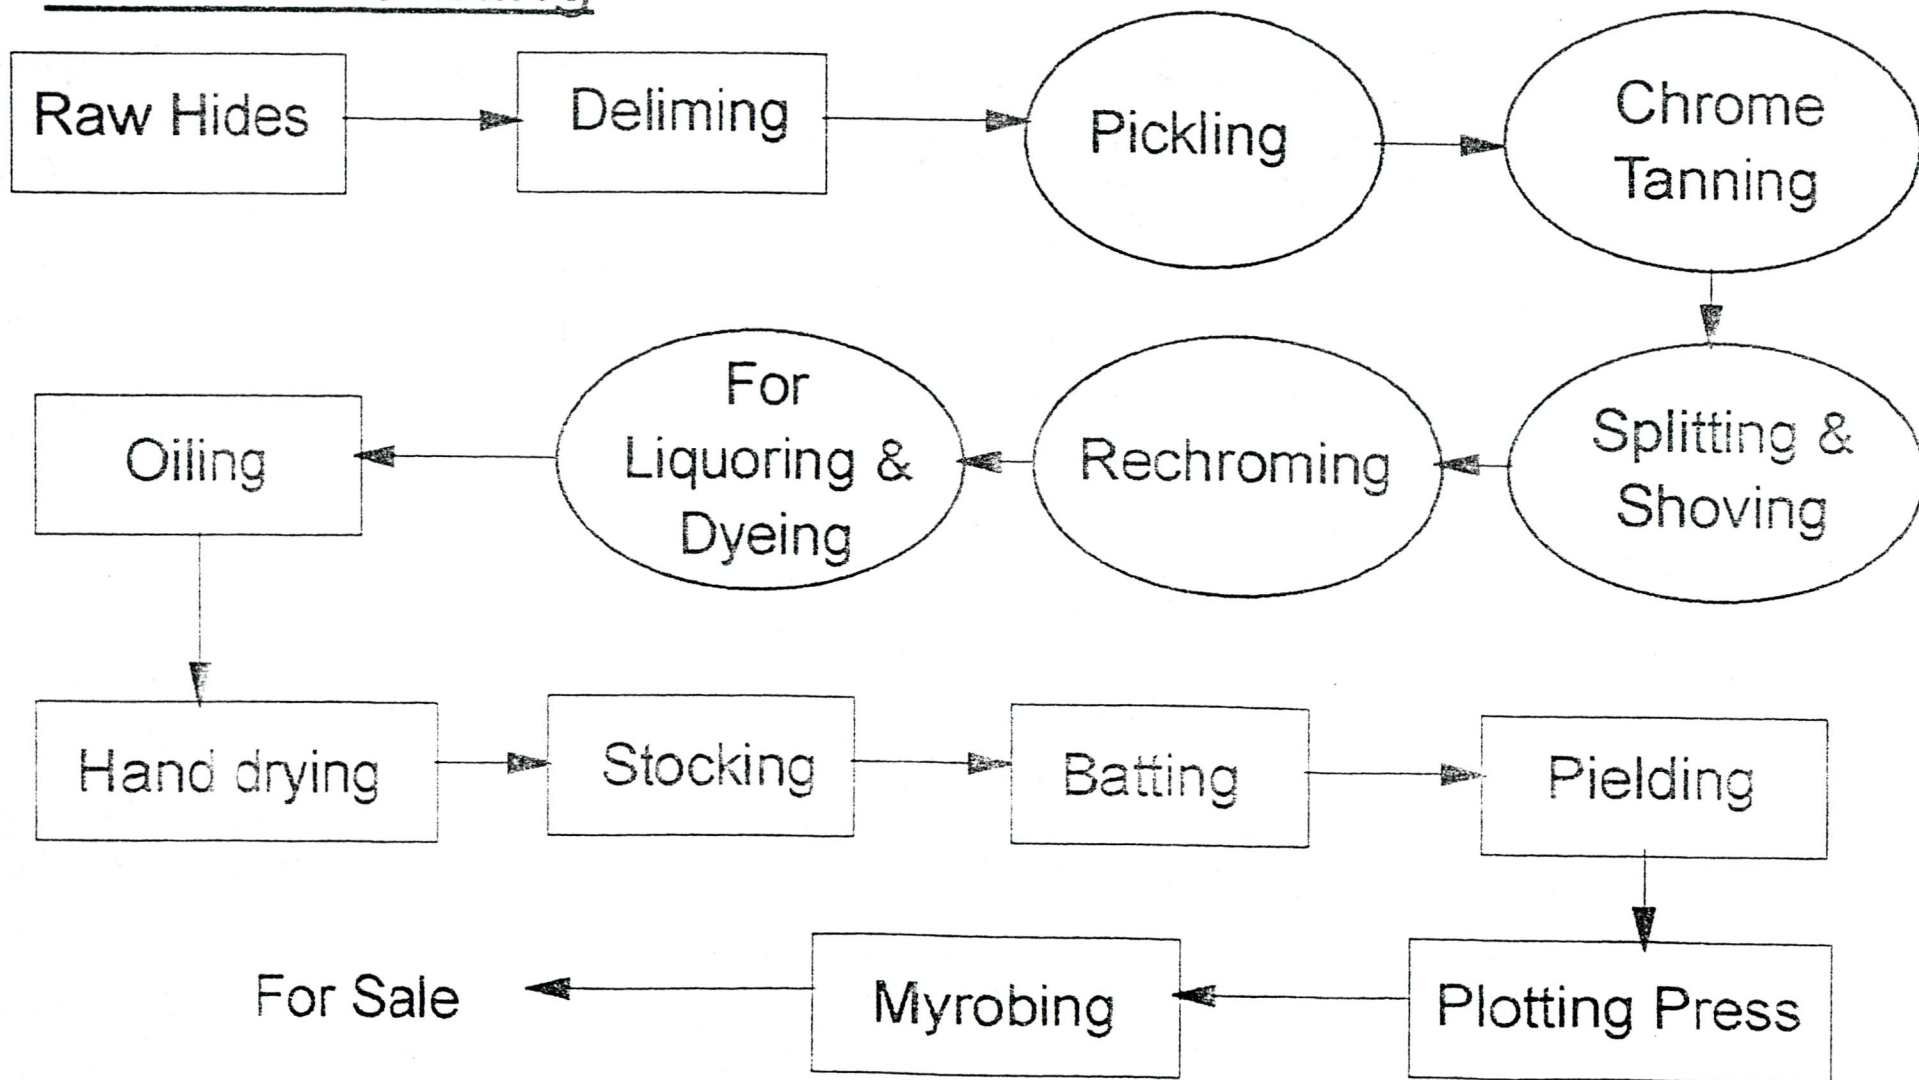 Raw Hides
Deliming
Pickling
Chrome
Tanning
Splitting &
Shoving
Rechroming
For
Liquoring &
Dyeing
Oiling
Hand drying
Stocking
Batting
Pielding
Plotting Press
Myrobing
For Sale